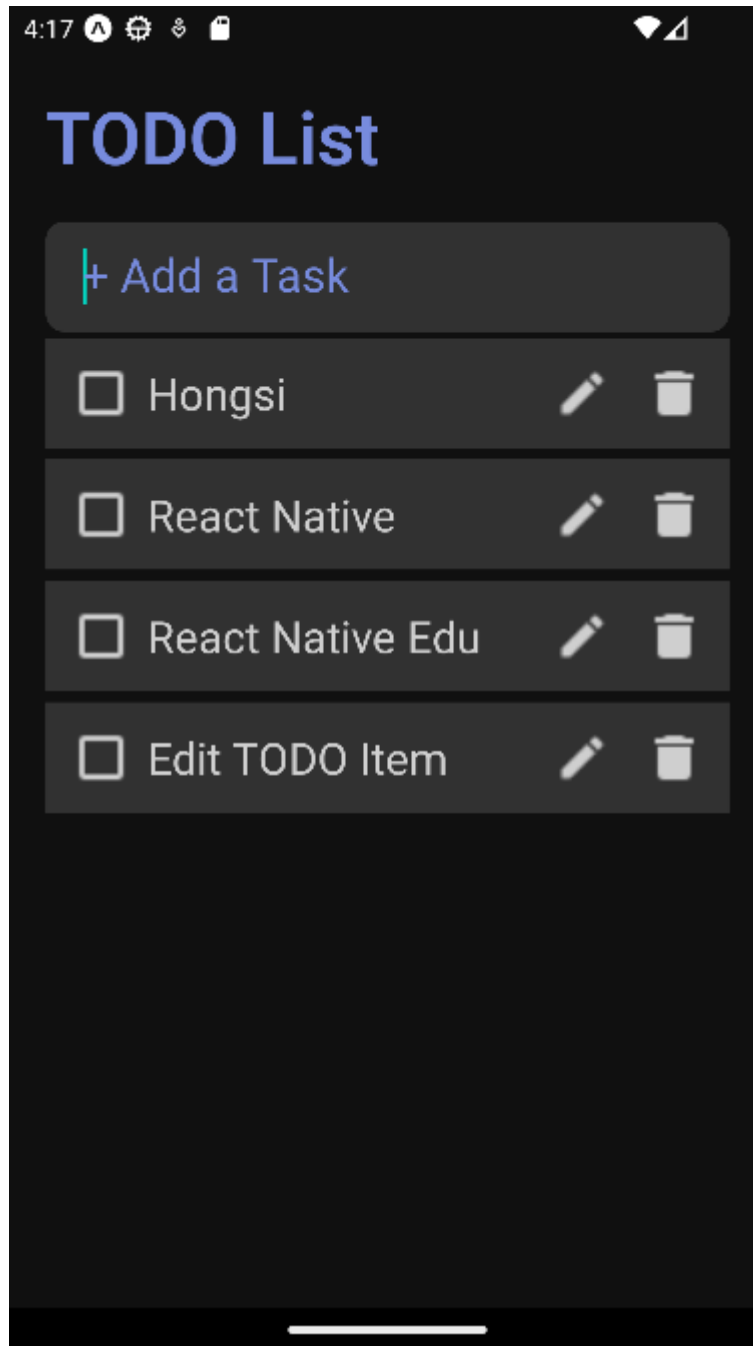 4:17
TODO List
+ Add a Task
Hongsi
React Native
React Native Edu
Edit TODO Item